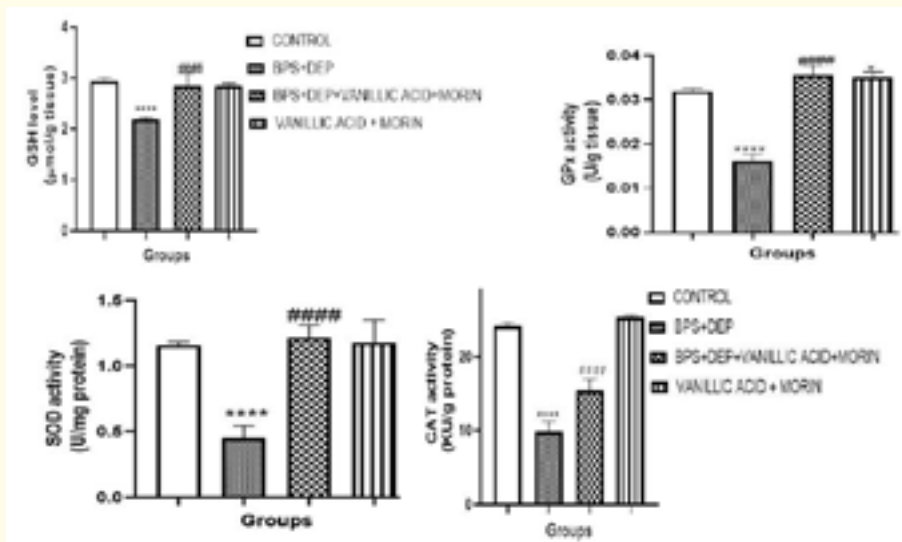 4
CONTROL
BPS+DEP
BPS+DEP+VANILLIC ACID+MORIN
VANILLIC ACID + MORIN
3
2
1
0
GSH level
(µmol/g tissue)
****
Groups
0.04
0.03
0.02
0.01
0.00
GPx activity
(U/g tissue)
****
####
*
Groups
1.5
1.0
0.5
0.0
SOD activity
(U/mg protein)
****
####
Groups
20
10
0
CAT activity
(KU/g protein)
Groups
CONTROL
BPS+DEP
BPS+DEP+VANILLIC ACID+MORIN
VANILLIC ACID + MORIN